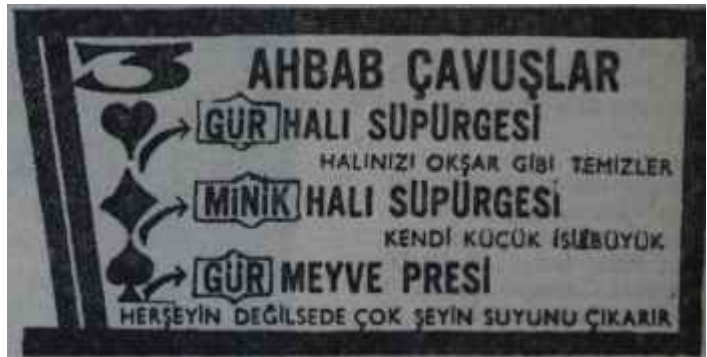 3 AHBAB ÇAVUŞLAR
GÜR HALI SÜPÜRGESİ
HALINIZI OKŞAR GİBİ TEMİZLER
MİNİK HALI SÜPÜRGESİ
KENDİ KÜÇÜK İŞİ BÜYÜK
GÜR MEYVE PRESİ
HERŞEYİN DEĞİLSEDE ÇOK ŞEYİN SUYUNU ÇIKARIR